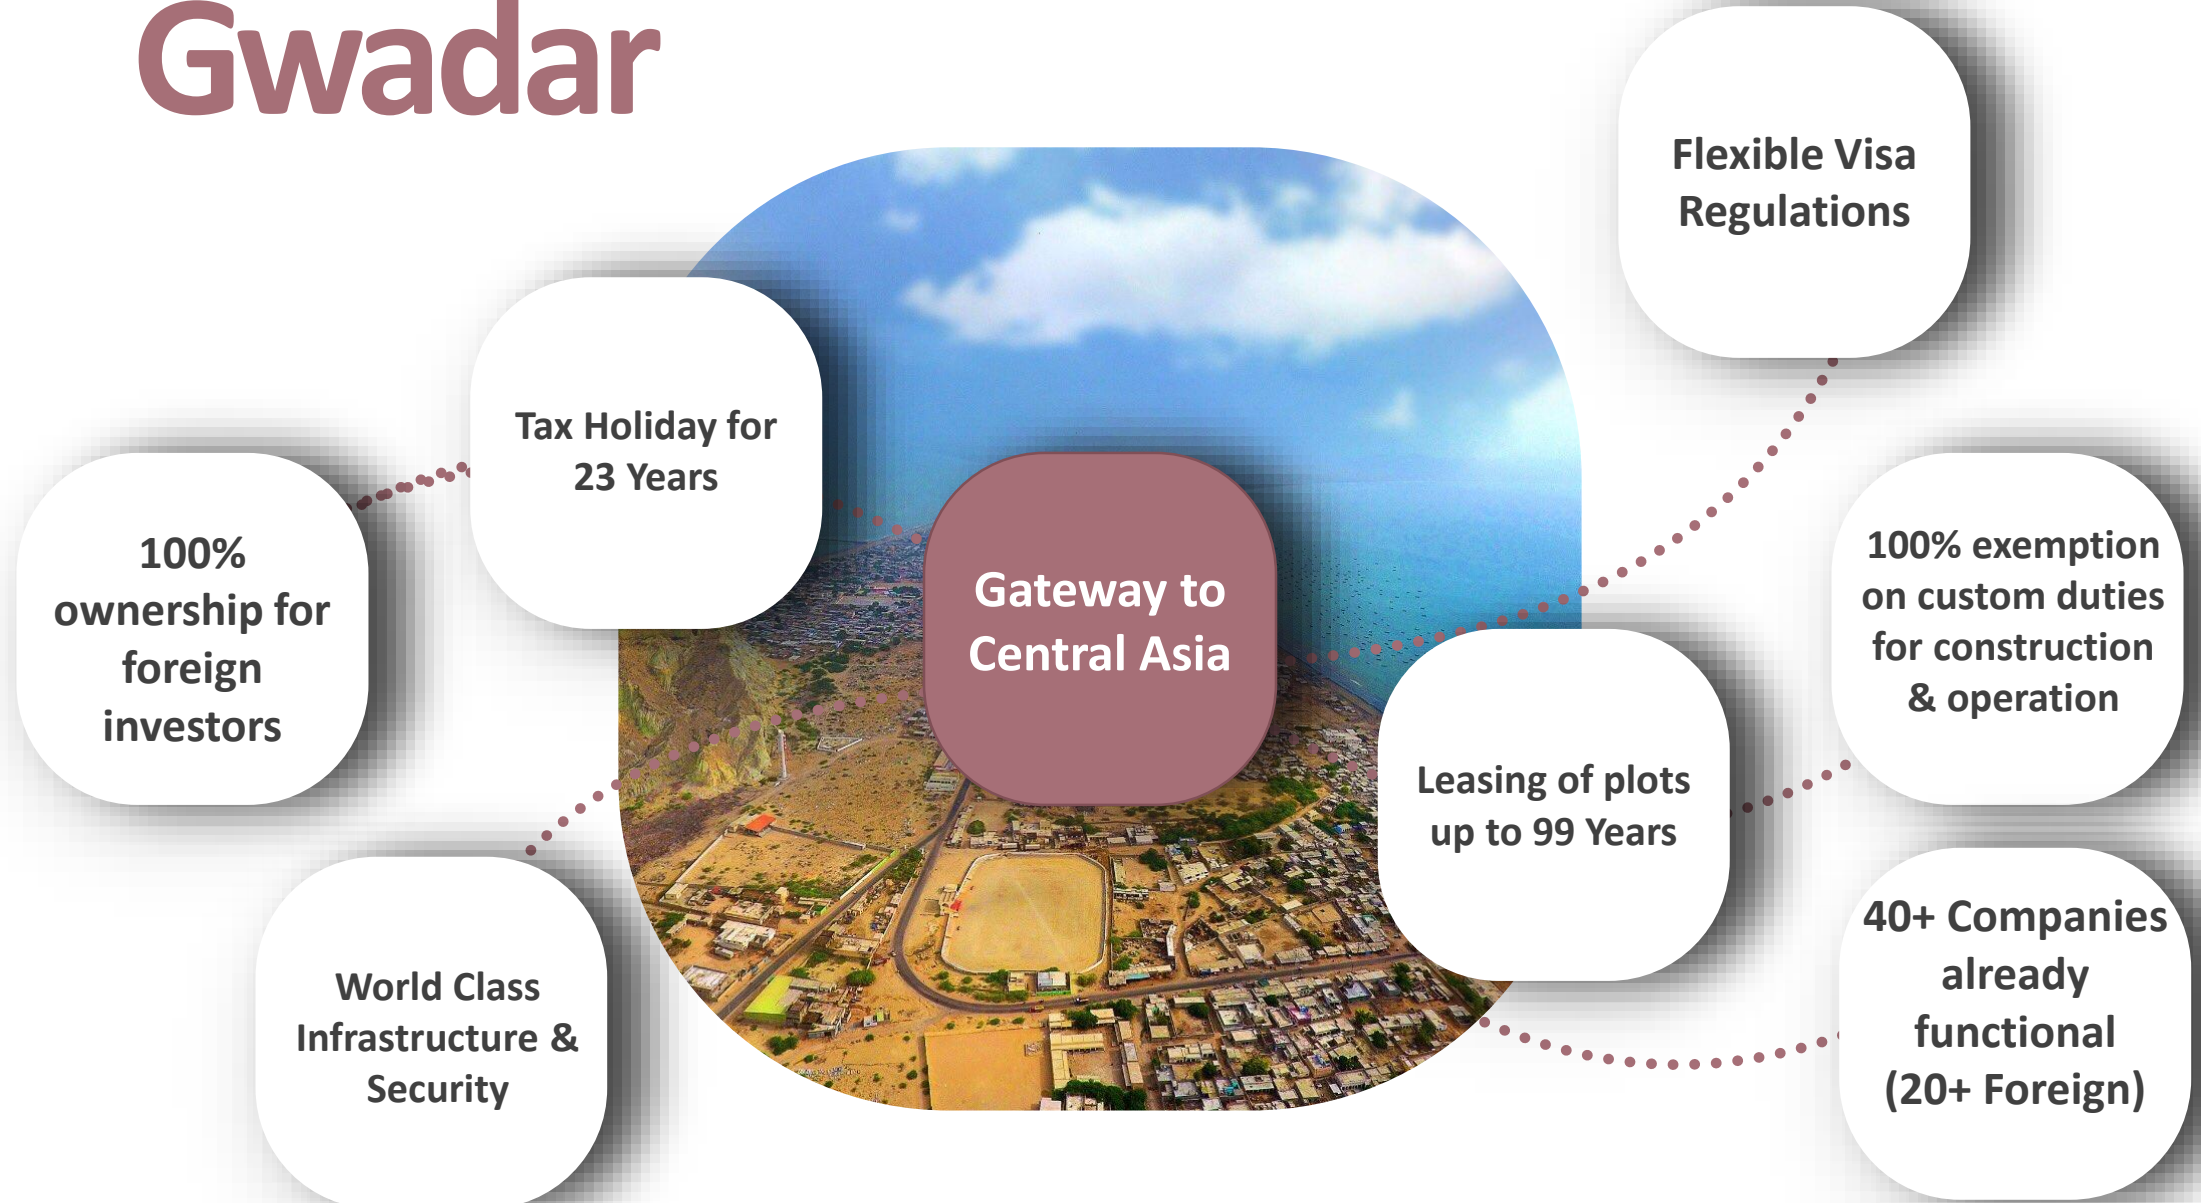 Gwadar
Flexible Visa
Regulations
Tax Holiday for
23 Years
100%
ownership for
foreign
investors
Gateway to
Central Asia
100% exemption
on custom duties
for construction
& operation
Leasing of plots
up to 99 Years
World Class
Infrastructure &
Security
40+ Companies
already
functional
(20+ Foreign)